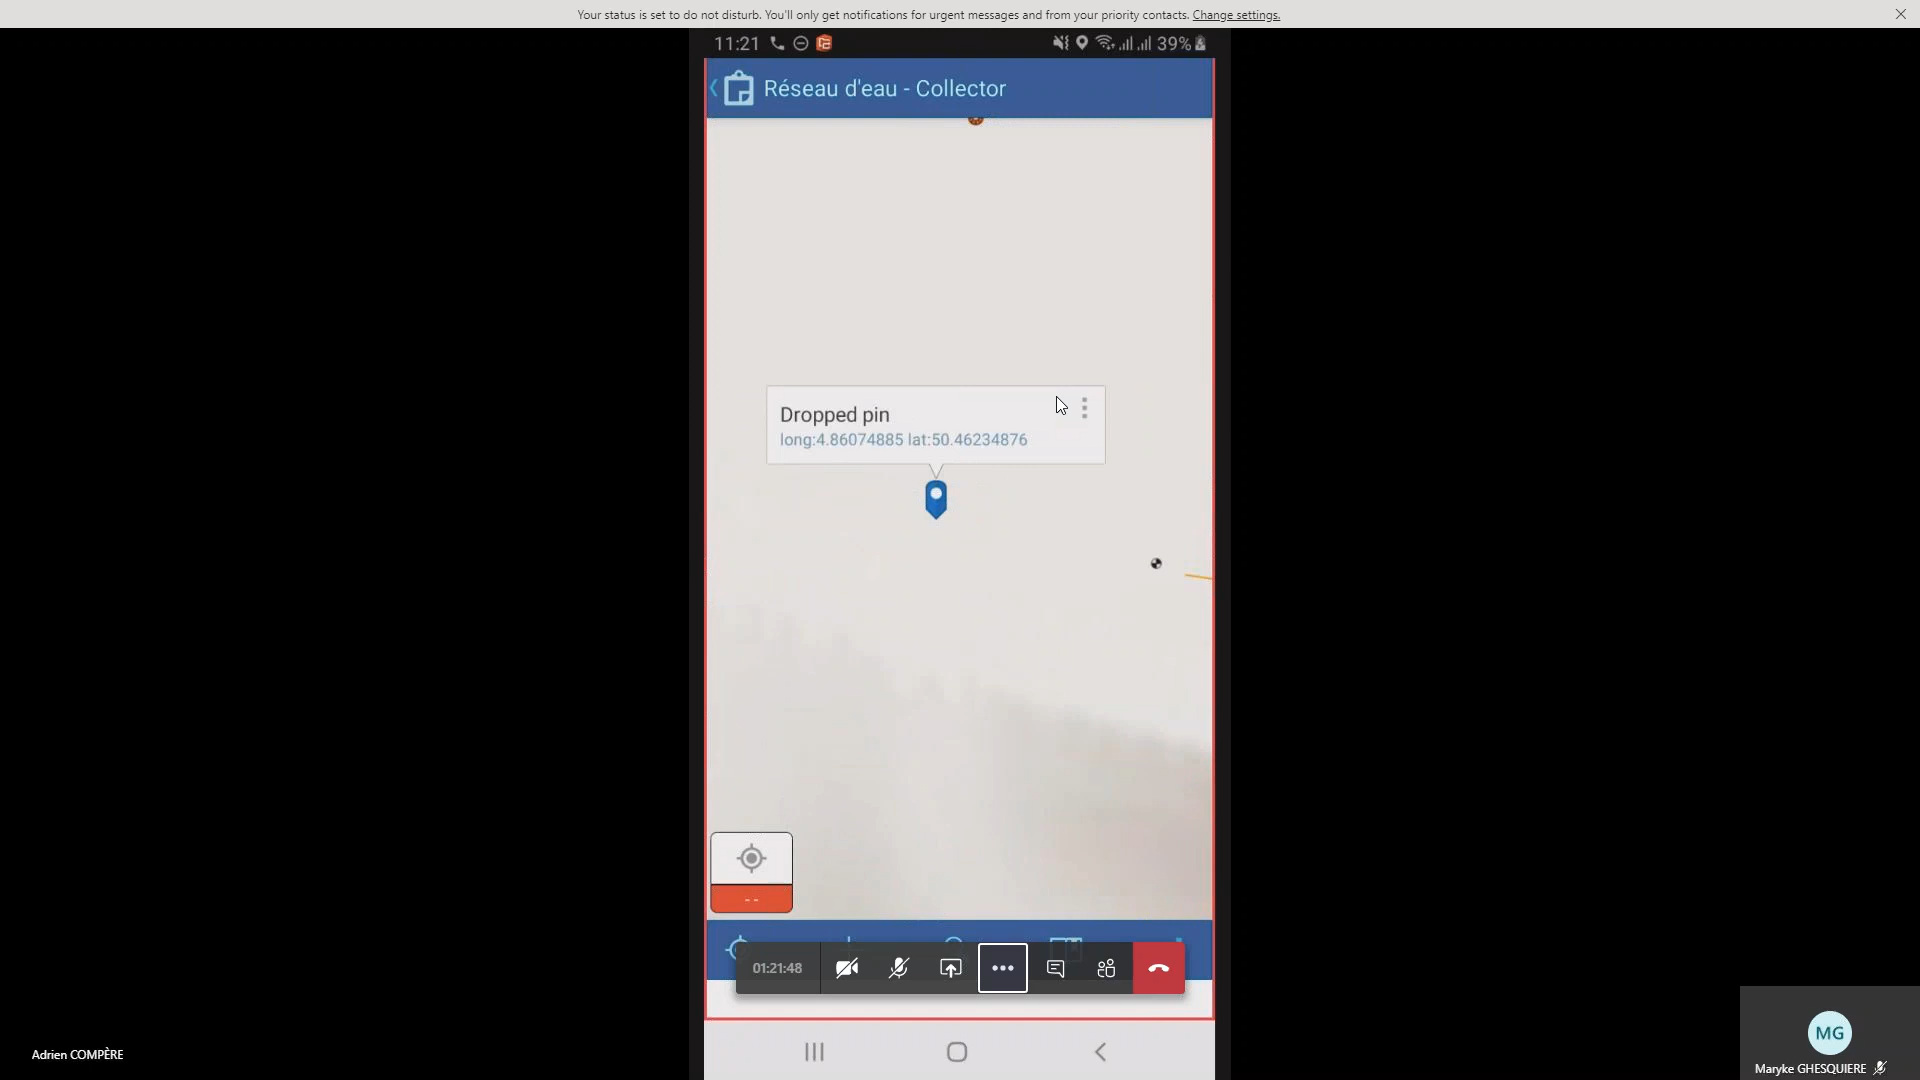 Your status is set to do not disturb. You'll only get notifications for urgent messages and from your priority contacts. Change settings.
11:21 39%
Réseau d'eau - Collector
Dropped pin
long:4.86074885 lat:50.46234876
--
01:21:48
Adrien COMPÈRE
MG
Maryke GHESQUIERE